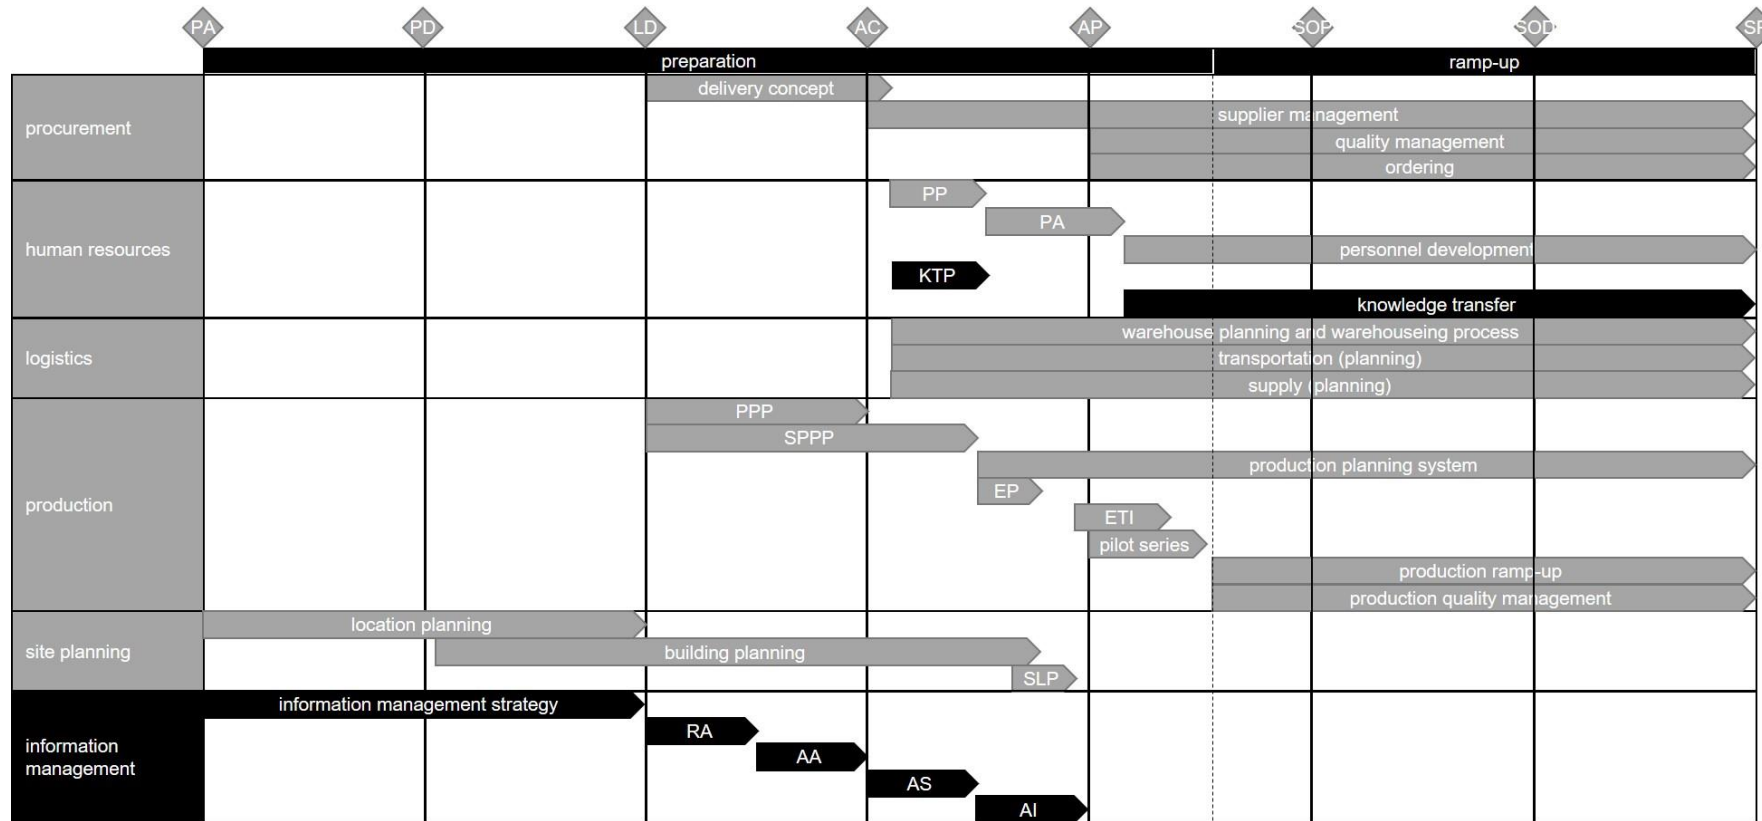 PA PD LD AC AP SOP SOD SP
preparation ramp-up
procurement
delivery concept
supplier management
quality management
ordering
human resources
PP
PA
personnel development
KTP
knowledge transfer
logistics
warehouse planning and warehouseing process
transportation (planning)
supply (planning)
production
PPP
SPPP
production planning system
EP
ETI
pilot series
production ramp-up
production quality management
site planning
location planning
building planning
SLP
information
management
information management strategy
RA
AA
AS
AI